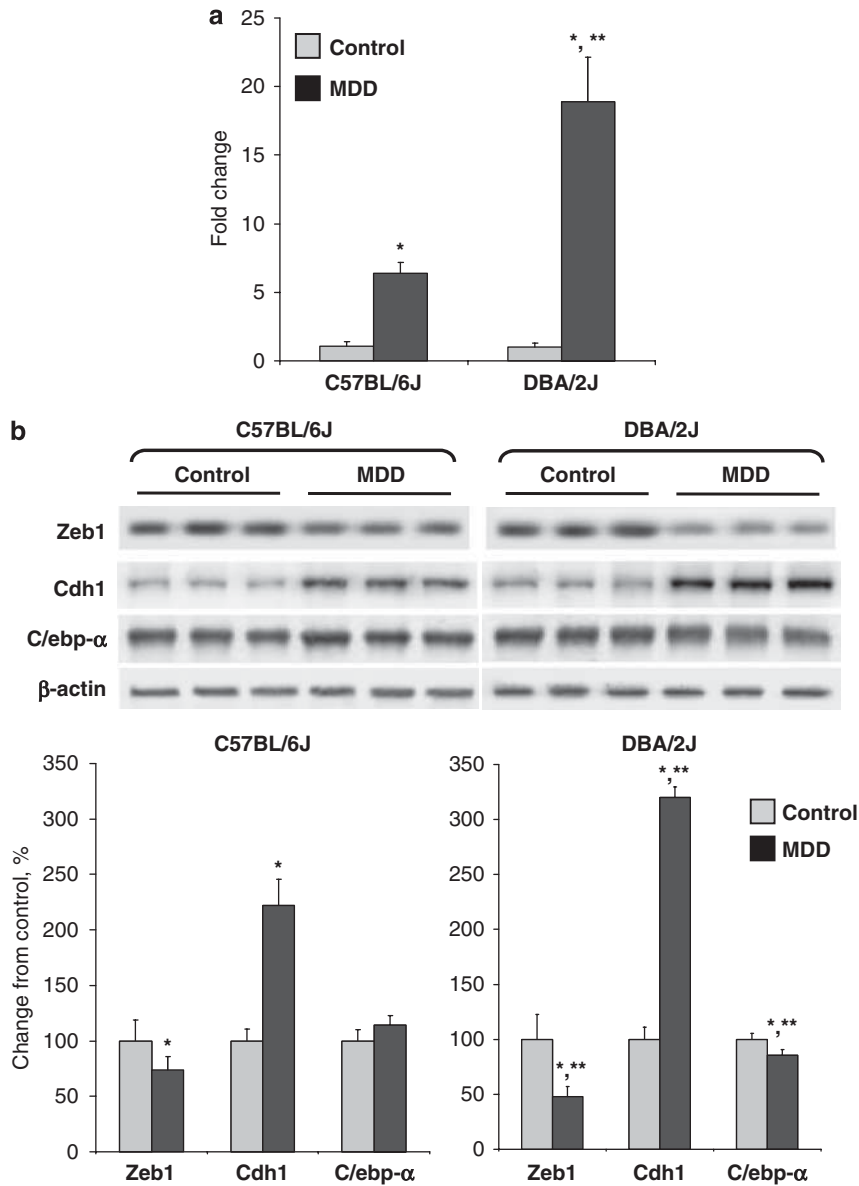 a
25
20
15
10
5
0
Fold change
Control
MDD
*
*, **
C57BL/6J DBA/2J
b
C57BL/6J DBA/2J
Control MDD Control MDD
Zeb1
Cdh1
C/ebp-α
β-actin
C57BL/6J
350
300
250
200
150
100
50
0
Change from control, %
*
*
Zeb1 Cdh1 C/ebp-α
DBA/2J
350
300
250
200
150
100
50
0
*,**
*,**
*,**
Zeb1 Cdh1 C/ebp-α
Control
MDD